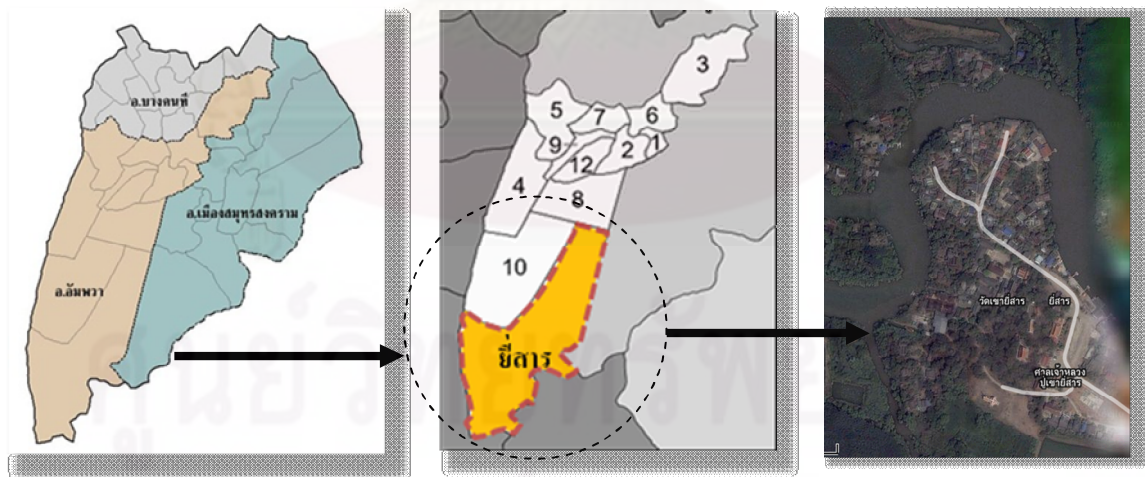 อ.บางคนที
อ.เมืองสมุทรสงคราม
อ.อัมพวา
3
5
7
6
9
12
2
1
4
8
10
ยี่สาร
วัดเขายี่สาร
ยี่สาร
ศาลเจ้าหลวง
ปู่เขายี่สาร